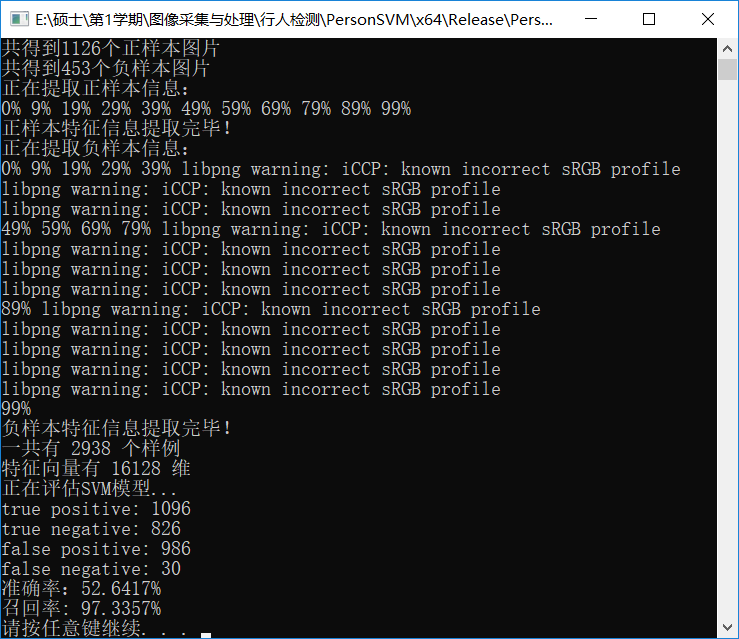 E:\硕士\第1学期\图像采集与处理\行人检测\PersonSVM\x64\Release\Pers...
共得到1126个正样本图片
共得到453个负样本图片
正在提取正样本信息:
0% 9% 19% 29% 39% 49% 59% 69% 79% 89% 99%
正样本特征信息提取完毕!
正在提取负样本信息:
0% 9% 19% 29% 39% libpng warning: iCCP: known incorrect sRGB profile
libpng warning: iCCP: known incorrect sRGB profile
libpng warning: iCCP: known incorrect sRGB profile
49% 59% 69% 79% libpng warning: iCCP: known incorrect sRGB profile
libpng warning: iCCP: known incorrect sRGB profile
libpng warning: iCCP: known incorrect sRGB profile
libpng warning: iCCP: known incorrect sRGB profile
89% libpng warning: iCCP: known incorrect sRGB profile
libpng warning: iCCP: known incorrect sRGB profile
libpng warning: iCCP: known incorrect sRGB profile
libpng warning: iCCP: known incorrect sRGB profile
libpng warning: iCCP: known incorrect sRGB profile
99%
负样本特征信息提取完毕!
一共有 2938 个样例
特征向量有 16128 维
正在评估SVM模型...
true positive: 1096
true negative: 826
false positive: 986
false negative: 30
准确率: 52.6417%
召回率: 97.3357%
请按任意键继续. . .